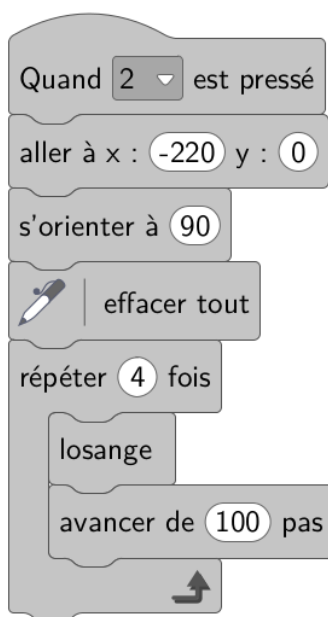 Quand 2 est pressé
aller à x : -220 y : 0
s'orienter à 90
effacer tout
répéter 4 fois
losange
avancer de 100 pas